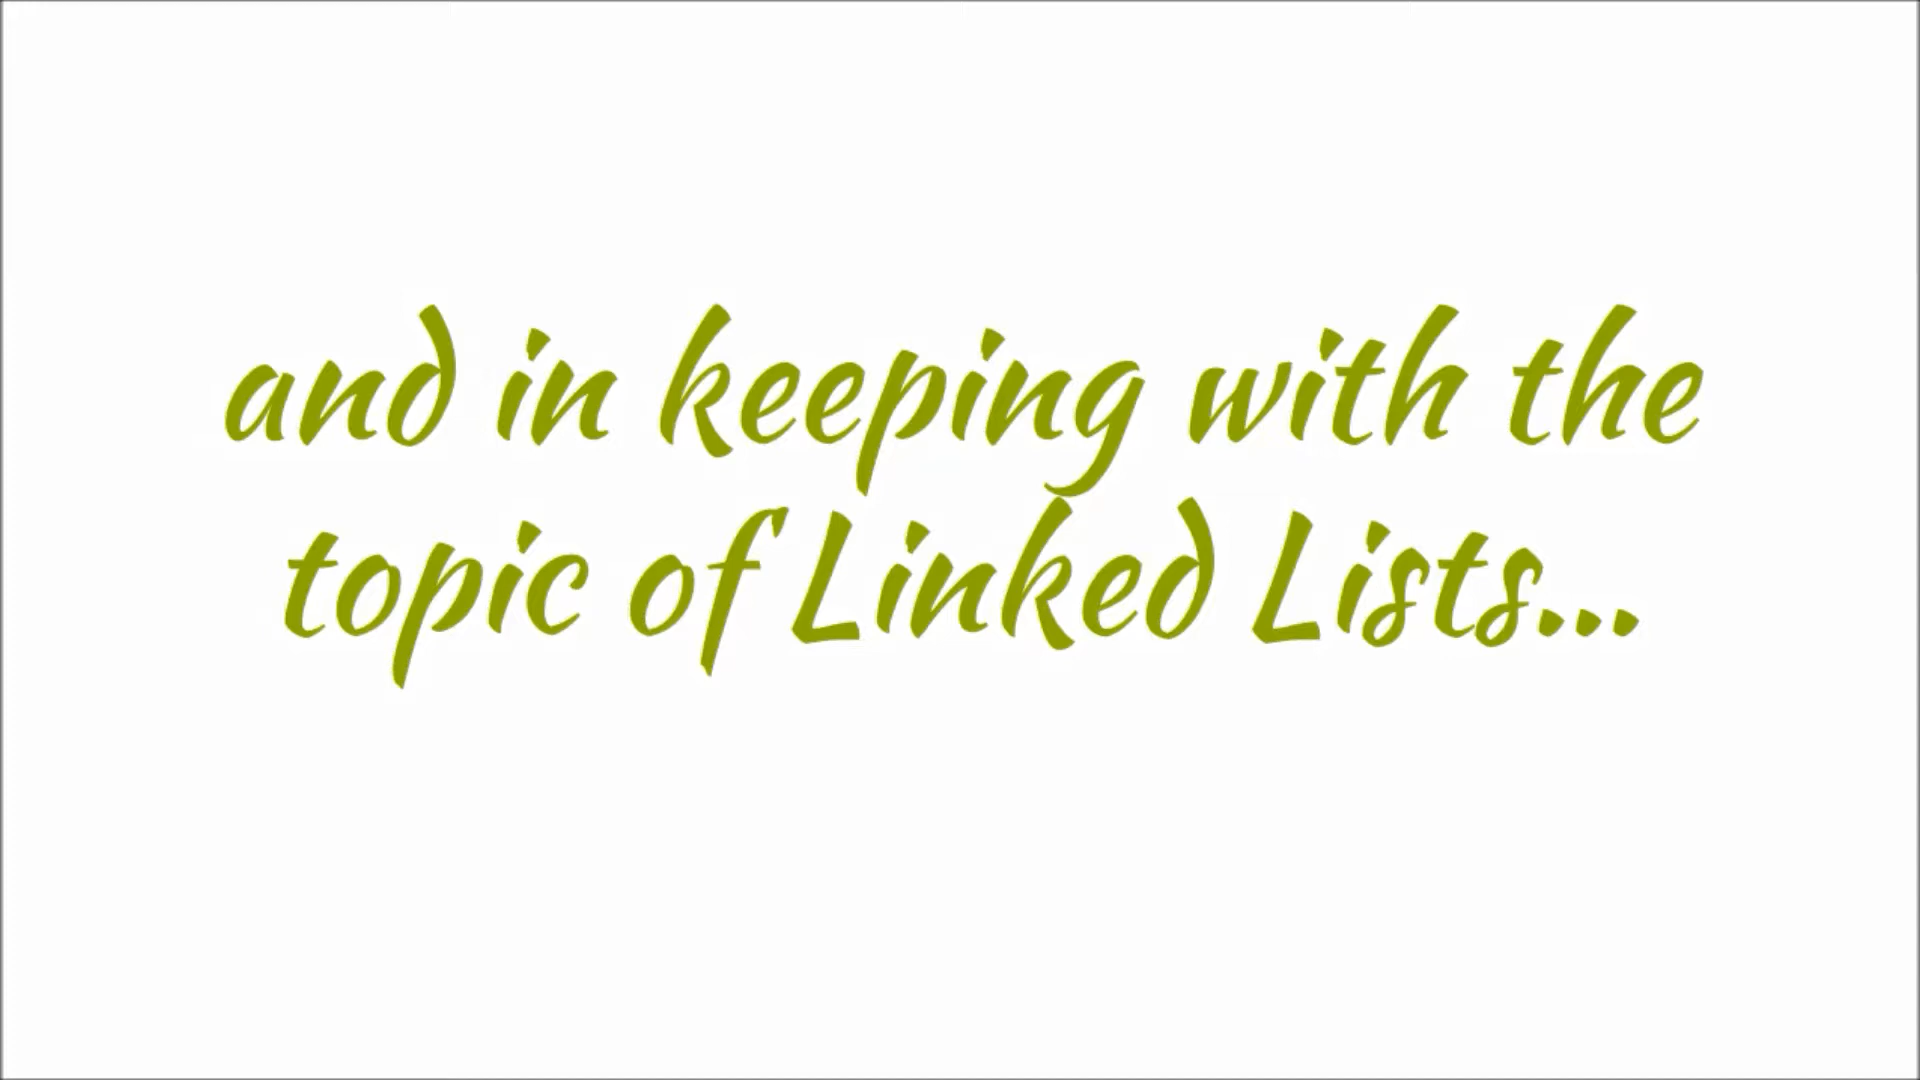 and in keeping with the
topic of Linked Lists...